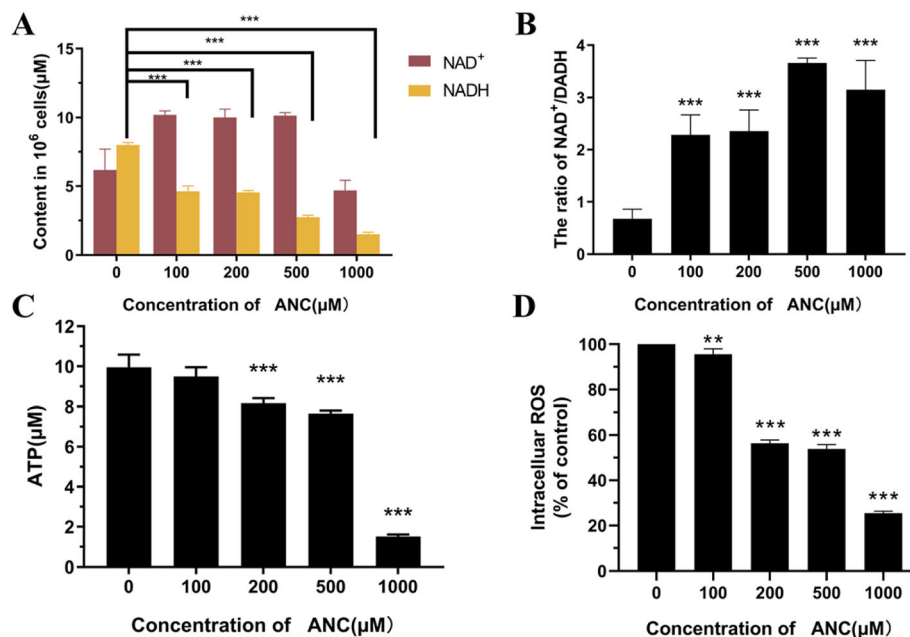 A
***
***
***
***
15
10
5
0
Content in 10⁶ cells(μM)
NAD⁺
NADH
0 100 200 500 1000
Concentration of ANC(μM)
B
4
3
2
1
0
The ratio of NAD⁺/DADH
*** *** *** ***
0 100 200 500 1000
Concentration of ANC(μM)
C
12
10
8
6
4
2
0
ATP(μM)
*** *** ***
0 100 200 500 1000
Concentration of ANC(μM)
D
100
80
60
40
20
0
Intracelluar ROS
(% of control)
** *** *** ***
0 100 200 500 1000
Concentration of ANC(μM)